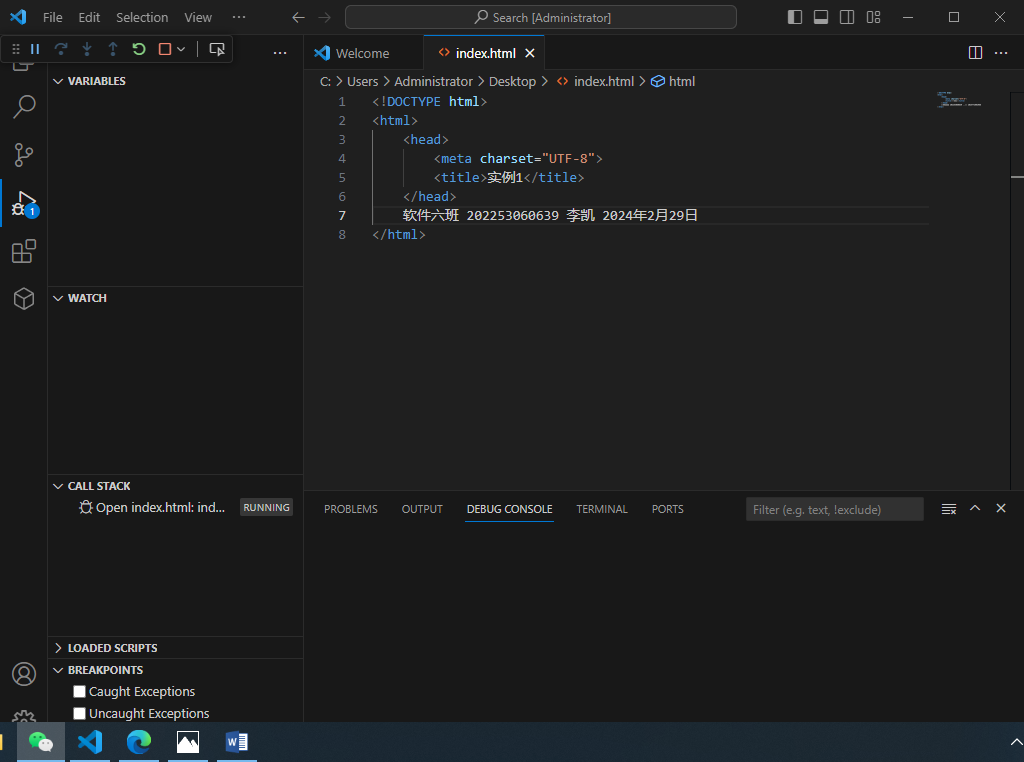 File Edit Selection View ··· Search [Administrator]
Welcome index.html
C: > Users > Administrator > Desktop > index.html > html
VARIABLES
1 <!DOCTYPE html>
2 <html>
3 <head>
4 <meta charset="UTF-8">
5 <title>实例1</title>
6 </head>
7 软件六班 202253060639 李凯 2024年2月29日
8 </html>
1
WATCH
CALL STACK
Open index.html: ind... RUNNING
PROBLEMS OUTPUT DEBUG CONSOLE TERMINAL PORTS Filter (e.g. text, !exclude)
LOADED SCRIPTS
BREAKPOINTS
Caught Exceptions
Uncaught Exceptions